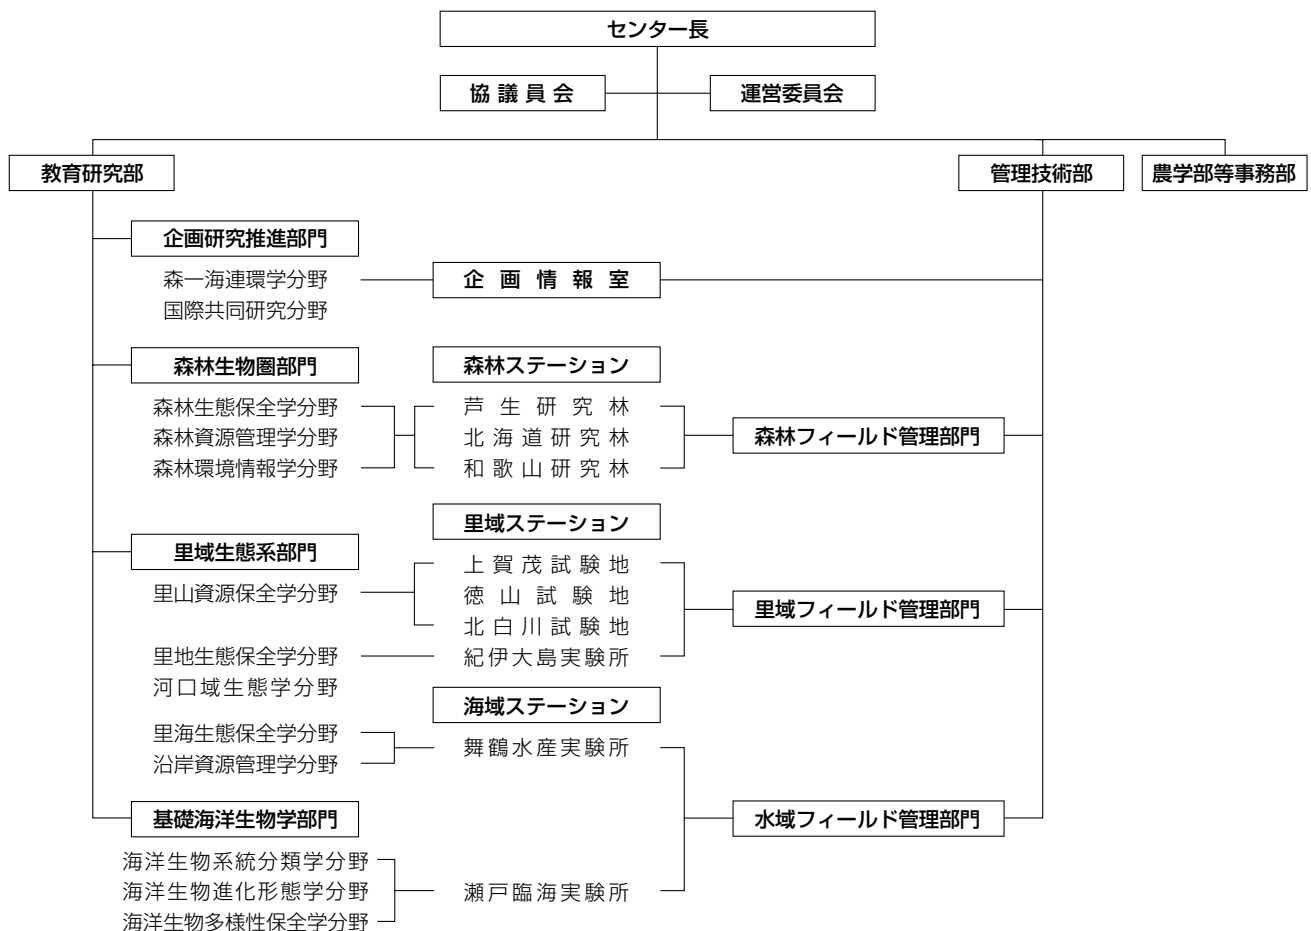 センター長
協議員会
運営委員会
教育研究部
管理技術部
農学部等事務部
企画研究推進部門
森一海連環学分野
企画情報室
国際共同研究分野
森林生物圏部門
森林ステーション
森林生態保全学分野
芦生研究林
森林資源管理学分野
北海道研究林
森林フィールド管理部門
森林環境情報学分野
和歌山研究林
里域ステーション
里域生態系部門
上賀茂試験地
里山資源保全学分野
徳山試験地
里域フィールド管理部門
北白川試験地
里地生態保全学分野
紀伊大島実験所
河口域生態学分野
海域ステーション
里海生態保全学分野
舞鶴水産実験所
沿岸資源管理学分野
基礎海洋生物学部門
水域フィールド管理部門
海洋生物系統分類学分野
海洋生物進化形態学分野
瀬戸臨海実験所
海洋生物多様性保全学分野